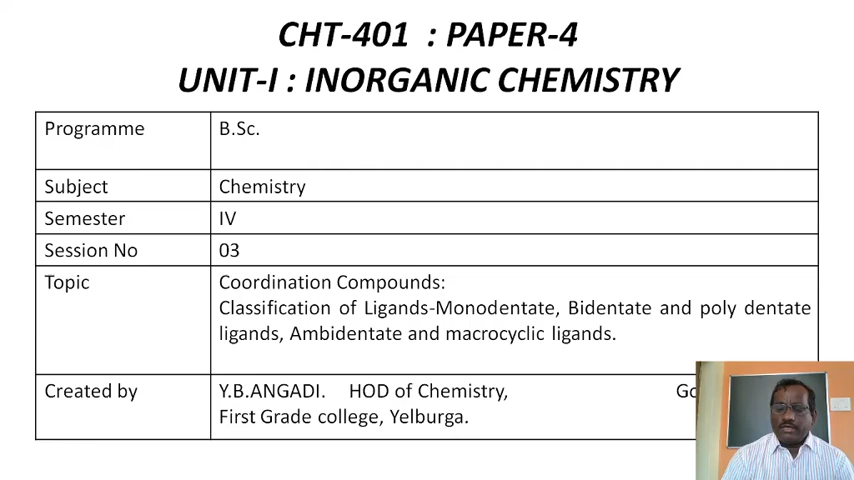 CHT-401 : PAPER-4
UNIT-I : INORGANIC CHEMISTRY
Programme B.Sc.
Subject Chemistry
Semester IV
Session No 03
Topic Coordination Compounds:
Classification of Ligands-Monodentate, Bidentate and poly dentate
ligands, Ambidentate and macrocyclic ligands.
Created by Y.B.ANGADI. HOD of Chemistry,
First Grade college, Yelburga.